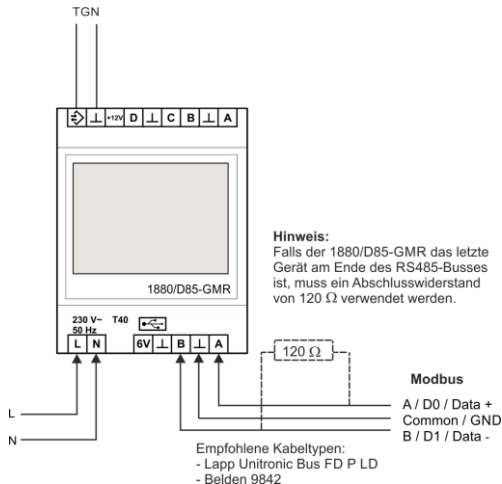 TGN
⊥ +12V D ⊥ C B ⊥ A
1880/D85-GMR
Hinweis:
Falls der 1880/D85-GMR das letzte
Gerät am Ende des RS485-Busses
ist, muss ein Abschlusswiderstand
von 120 Ω verwendet werden.
230 V~ T40
50 Hz
L N 6V ⊥ B ⊥ A
120 Ω
Modbus
A / D0 / Data +
Common / GND
B / D1 / Data -
L
N
Empfohlene Kabeltypen:
- Lapp Unitronic Bus FD P LD
- Belden 9842